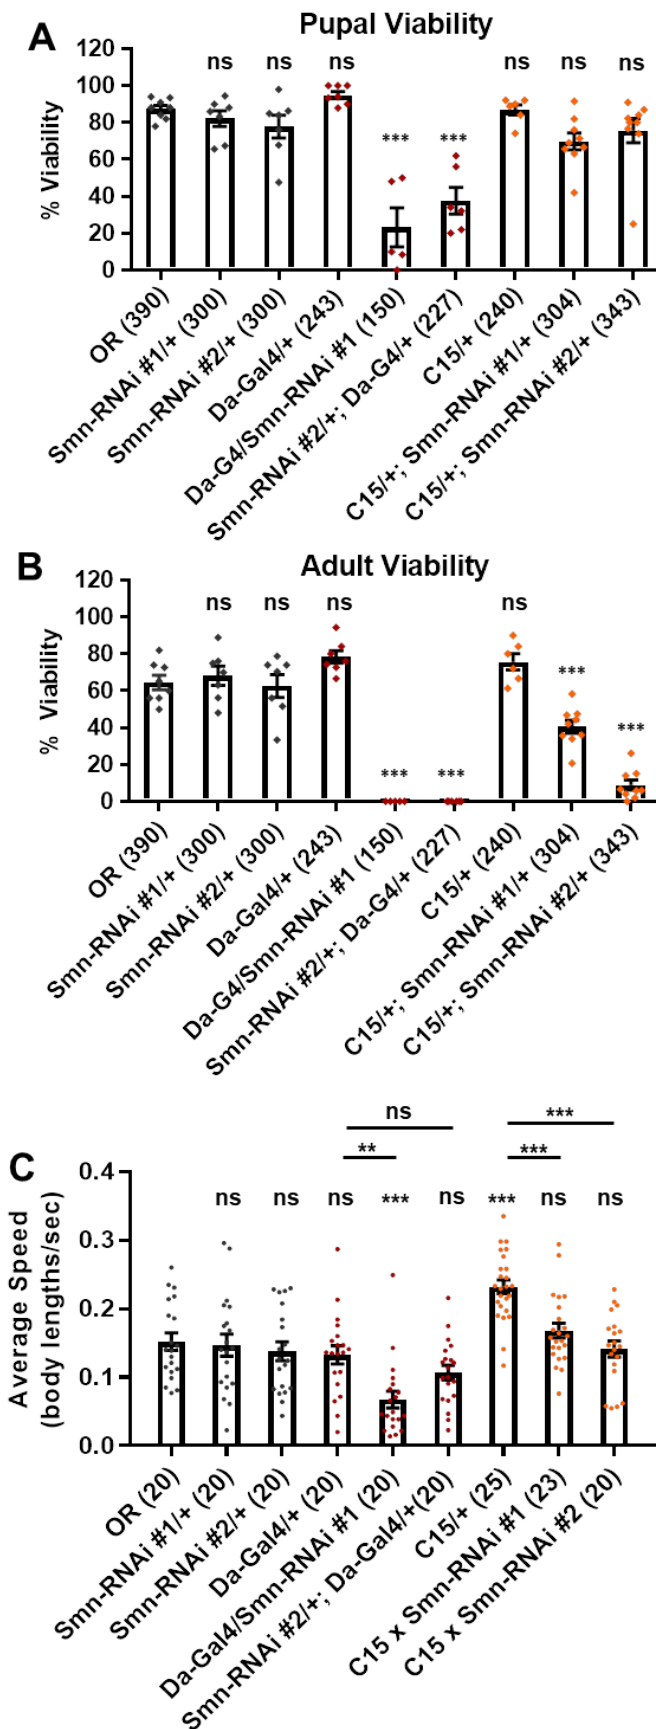 A
Pupal Viability
% Viability
120
100
80
60
40
20
0
ns
ns
ns
***
***
ns
ns
ns
OR (390)
Smn-RNAi #1/+ (300)
Smn-RNAi #2/+ (300)
Da-Gal4/+ (243)
Da-G4/Smn-RNAi #1 (150)
Smn-RNAi #2/+; Da-G4/+ (227)
C15/+ (240)
C15/+; Smn-RNAi #1/+ (304)
C15/+; Smn-RNAi #2/+ (343)
B
Adult Viability
% Viability
120
100
80
60
40
20
0
ns
ns
ns
***
***
ns
***
***
OR (390)
Smn-RNAi #1/+ (300)
Smn-RNAi #2/+ (300)
Da-Gal4/+ (243)
Da-G4/Smn-RNAi #1 (150)
Smn-RNAi #2/+; Da-G4/+ (227)
C15/+ (240)
C15/+; Smn-RNAi #1/+ (304)
C15/+; Smn-RNAi #2/+ (343)
C
Average Speed
(body lengths/sec)
0.4
0.3
0.2
0.1
0.0
ns
***
**
***
ns
ns
ns
***
ns
***
ns
ns
OR (20)
Smn-RNAi #1/+ (20)
Smn-RNAi #2/+ (20)
Da-Gal4/+ (20)
Da-Gal4/Smn-RNAi #1 (20)
Smn-RNAi #2/+; Da-Gal4/+(20)
C15/+ (25)
C15 x Smn-RNAi #1 (23)
C15 x Smn-RNAi #2 (20)